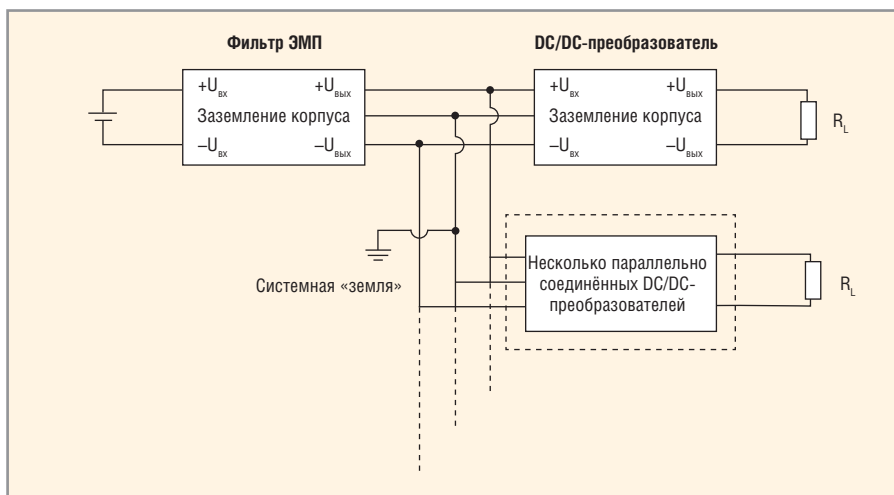 Фильтр ЭМП
DC/DC-преобразователь
+Uвх +Uвых
Заземление корпуса
–Uвх –Uвых
+Uвх +Uвых
Заземление корпуса
–Uвх –Uвых
RL
Системная «земля»
Несколько параллельно
соединённых DC/DC-
преобразователей
RL